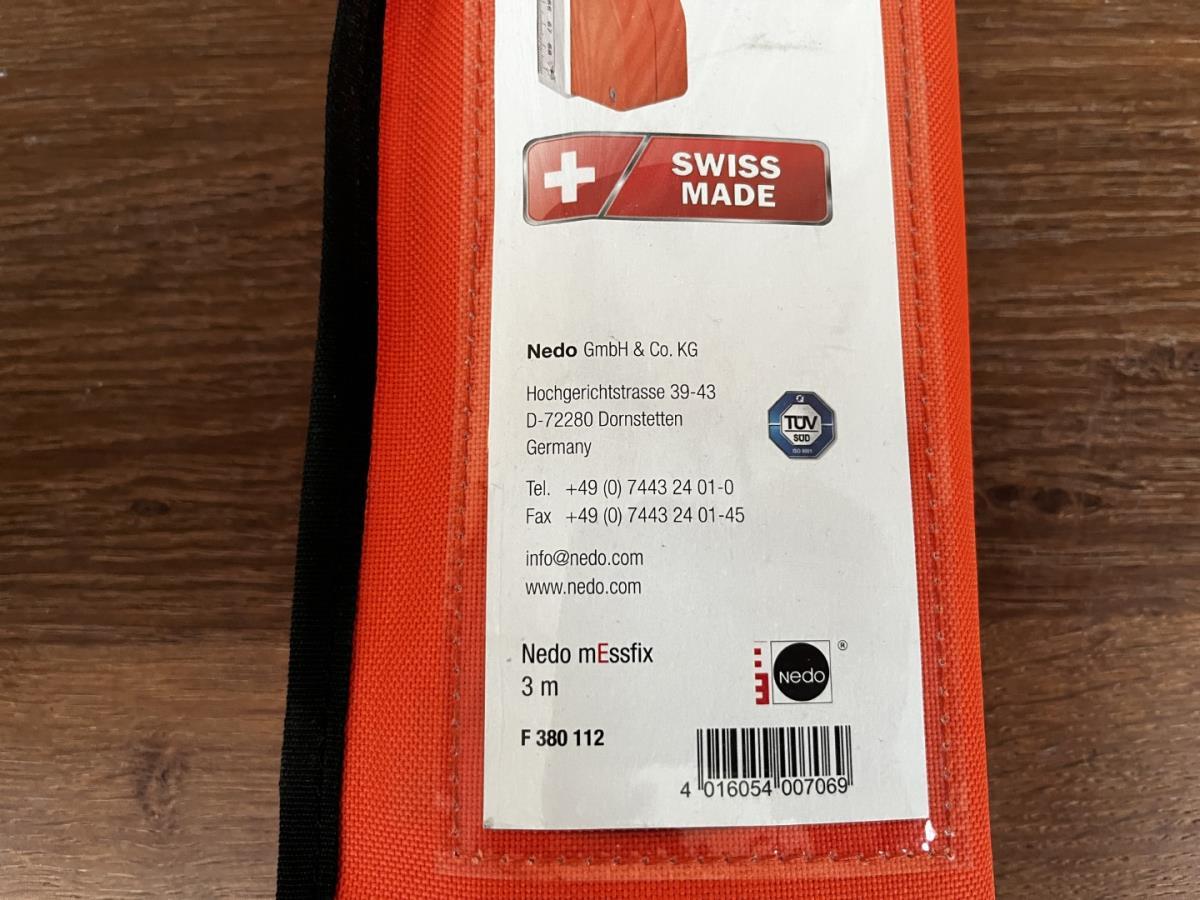 SWISS
MADE
Nedo GmbH & Co. KG
Hochgerichtstrasse 39-43
D-72280 Dornstetten
Germany
TÜV
SÜD
ISO 9001
Tel. +49 (0) 7443 24 01-0
Fax +49 (0) 7443 24 01-45
info@nedo.com
www.nedo.com
Nedo mEssfix
3 m
Nedo ®
F 380 112
4 016054 007069